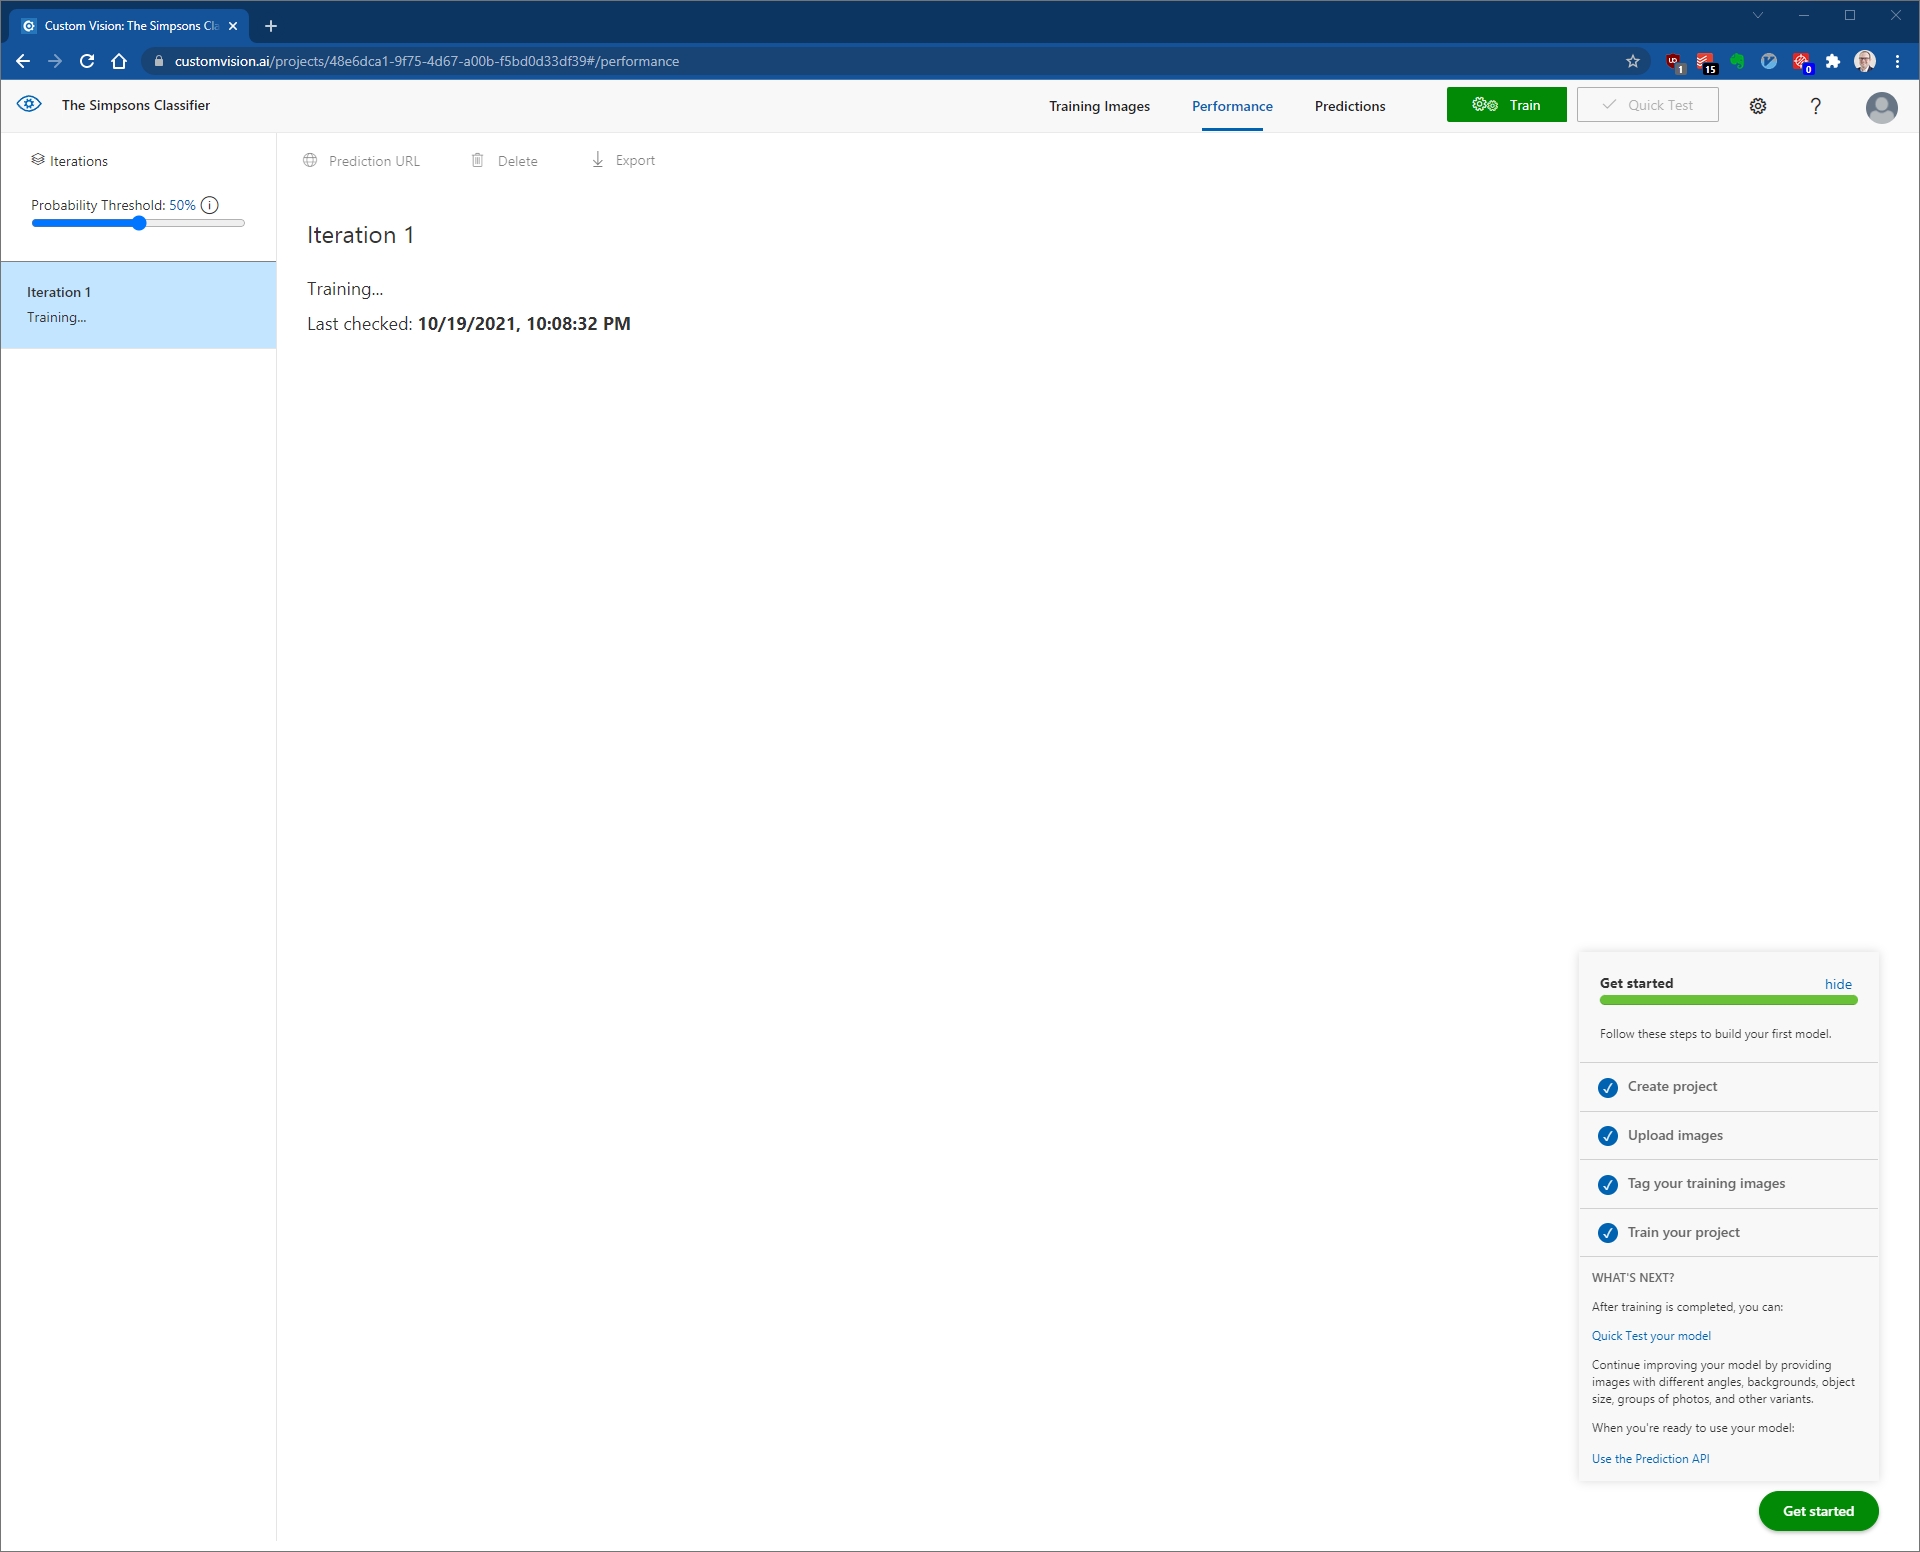 Custom Vision: The Simpsons Cla
customvision.ai/projects/48e6dca1-9f75-4d67-a00b-f5bd0d33df39#/performance
UD
1
15
0
The Simpsons Classifier
Training Images
Performance
Predictions
Train
Quick Test
?
Iterations
Prediction URL
Delete
Export
Probability Threshold: 50%
Iteration 1
Training...
Iteration 1
Training...
Last checked: 10/19/2021, 10:08:32 PM
Get started
hide
Follow these steps to build your first model.
Create project
Upload images
Tag your training images
Train your project
WHAT'S NEXT?
After training is completed, you can:
Quick Test your model
Continue improving your model by providing
images with different angles, backgrounds, object
size, groups of photos, and other variants.
When you're ready to use your model:
Use the Prediction API
Get started